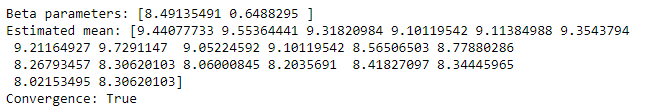 Beta parameters: [8.49135491 0.6488295 ]
Estimated mean: [9.44077733 9.55364441 9.31820984 9.10119542 9.11384988 9.3543794
 9.21164927 9.7291147  9.05224592 9.10119542 8.56506503 8.77880286
 8.26793457 8.30620103 8.06000845 8.2035691  8.41827097 8.34445965
 8.02153495 8.30620103]
Convergence: True